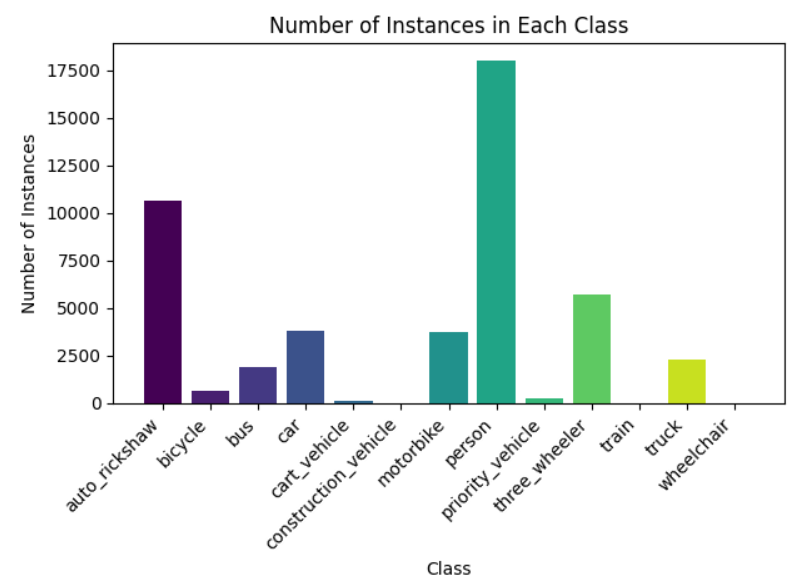 Number of Instances in Each Class
Number of Instances
17500
15000
12500
10000
7500
5000
2500
0
auto_rickshaw
bicycle
bus
car
cart_vehicle
construction_vehicle
motorbike
person
priority_vehicle
three_wheeler
train
truck
wheelchair
Class